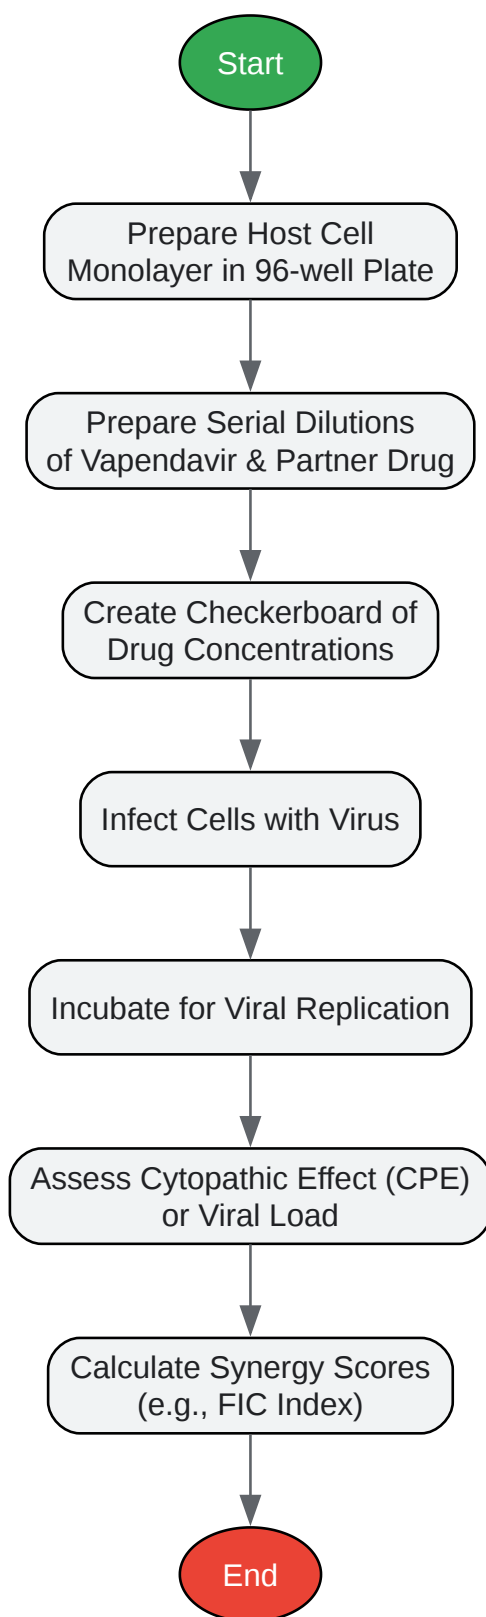 Start
Prepare Host Cell
Monolayer in 96-well Plate
Prepare Serial Dilutions
of Vapendavir & Partner Drug
Create Checkerboard of
Drug Concentrations
Infect Cells with Virus
Incubate for Viral Replication
Assess Cytopathic Effect (CPE)
or Viral Load
Calculate Synergy Scores
(e.g., FIC Index)
End